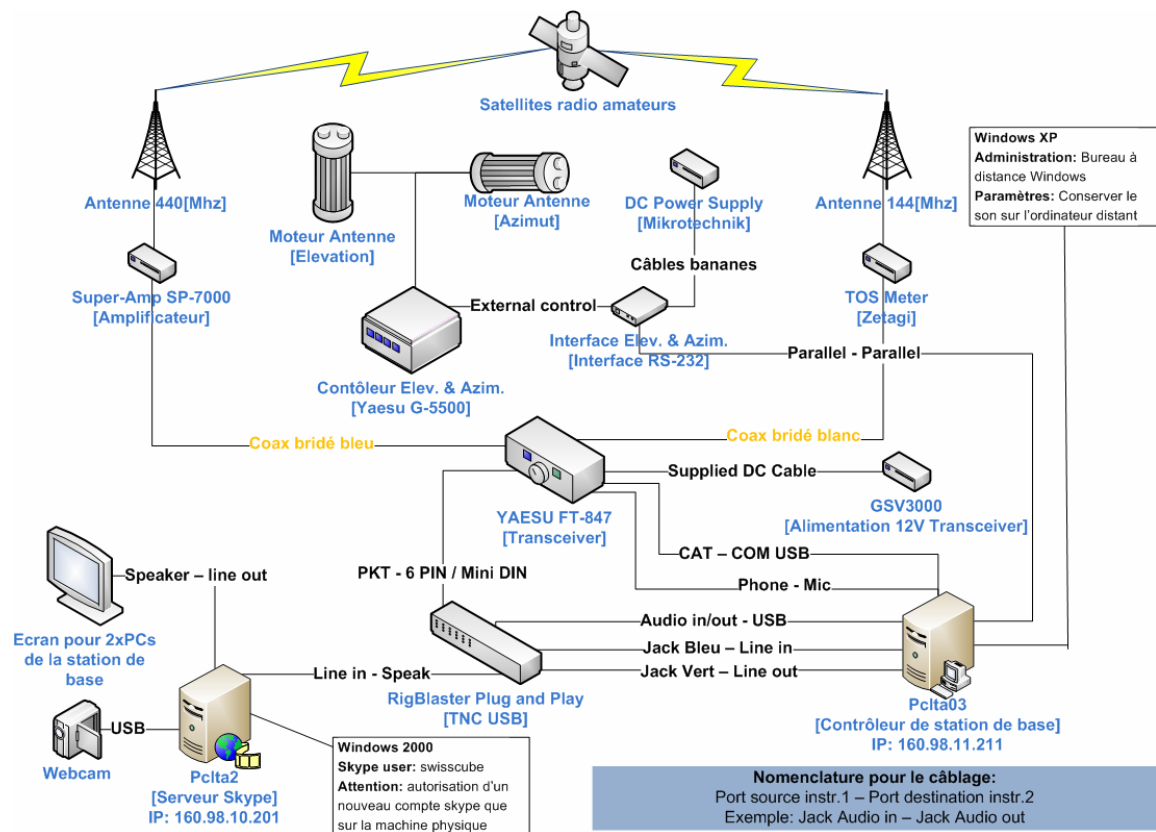 Satellites radio amateurs
Antenne 440[Mhz]
Moteur Antenne
[Elevation]
Moteur Antenne
[Azimut]
DC Power Supply
[Mikrotechnik]
Antenne 144[Mhz]
Windows XP
Administration: Bureau à
distance Windows
Paramètres: Conserver le
son sur l'ordinateur distant
Câbles bananes
Super-Amp SP-7000
[Amplificateur]
External control
Interface Elev. & Azim.
[Interface RS-232]
TOS Meter
[Zetagi]
Parallel - Parallel
Contôleur Elev. & Azim.
[Yaesu G-5500]
Coax bridé bleu
Coax bridé blanc
Supplied DC Cable
YAESU FT-847
[Transceiver]
GSV3000
[Alimentation 12V Transceiver]
CAT – COM USB
PKT - 6 PIN / Mini DIN
Phone - Mic
Speaker – line out
Audio in/out - USB
Jack Bleu – Line in
Jack Vert – Line out
Ecran pour 2xPCs
de la station de
base
Line in - Speak
RigBlaster Plug and Play
[TNC USB]
Pclta03
[Contrôleur de station de base]
IP: 160.98.11.211
USB
Webcam
Pclta2
[Serveur Skype]
IP: 160.98.10.201
Windows 2000
Skype user: swisscube
Attention: autorisation d'un
nouveau compte skype que
sur la machine physique
Nomenclature pour le câblage:
Port source instr.1 – Port destination instr.2
Exemple: Jack Audio in – Jack Audio out